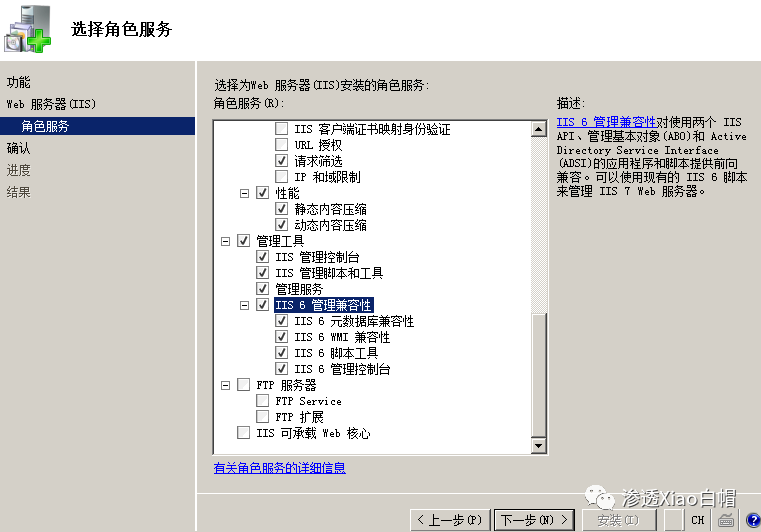 选择角色服务
功能
Web 服务器(IIS)
角色服务
确认
进度
结果
选择为Web 服务器(IIS)安装的角色服务:
角色服务(R):
IIS 客户端证书映射身份验证
URL 授权
请求筛选
IP 和域限制
性能
静态内容压缩
动态内容压缩
管理工具
IIS 管理控制台
IIS 管理脚本和工具
管理服务
IIS 6 管理兼容性
IIS 6 元数据库兼容性
IIS 6 WMI 兼容性
IIS 6 脚本工具
IIS 6 管理控制台
FTP 服务器
FTP Service
FTP 扩展
IIS 可承载 Web 核心
有关角色服务的详细信息
描述:
IIS 6 管理兼容性对使用两个 IIS
API、管理基本对象(ABO)和 Active
Directory Service Interface
(ADSI)的应用程序和脚本提供前向
兼容。可以使用现有的 IIS 6 脚本
来管理 IIS 7 Web 服务器。
< 上一步(P)
下一步(N) >
安装(I)
CH
渗透Xiao白帽